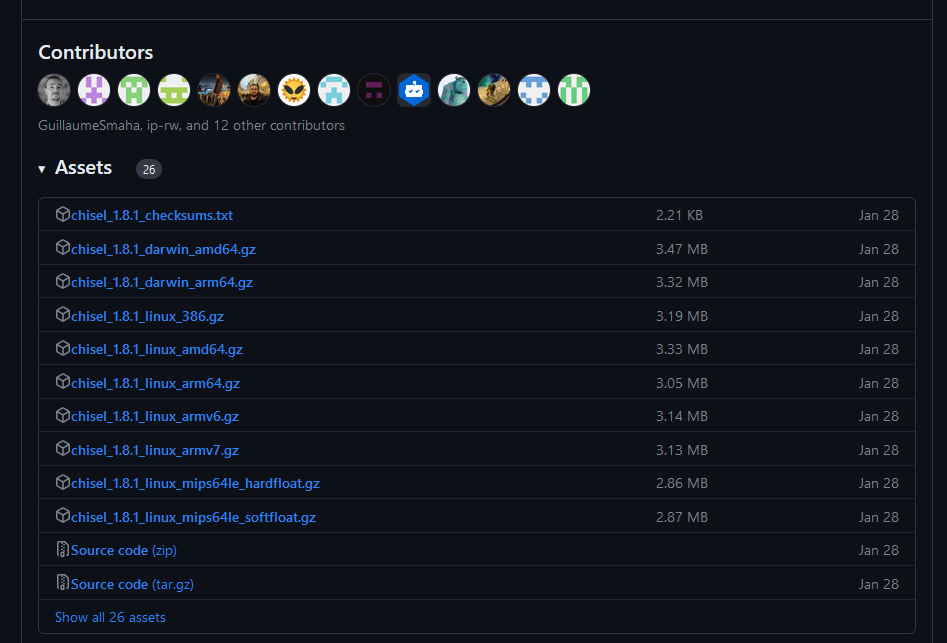 Contributors
GuillaumeSmaha, ip-rw, and 12 other contributors
▾ Assets 26
chisel_1.8.1_checksums.txt 2.21 KB Jan 28
chisel_1.8.1_darwin_amd64.gz 3.47 MB Jan 28
chisel_1.8.1_darwin_arm64.gz 3.32 MB Jan 28
chisel_1.8.1_linux_386.gz 3.19 MB Jan 28
chisel_1.8.1_linux_amd64.gz 3.33 MB Jan 28
chisel_1.8.1_linux_arm64.gz 3.05 MB Jan 28
chisel_1.8.1_linux_armv6.gz 3.14 MB Jan 28
chisel_1.8.1_linux_armv7.gz 3.13 MB Jan 28
chisel_1.8.1_linux_mips64le_hardfloat.gz 2.86 MB Jan 28
chisel_1.8.1_linux_mips64le_softfloat.gz 2.87 MB Jan 28
Source code (zip) Jan 28
Source code (tar.gz) Jan 28
Show all 26 assets